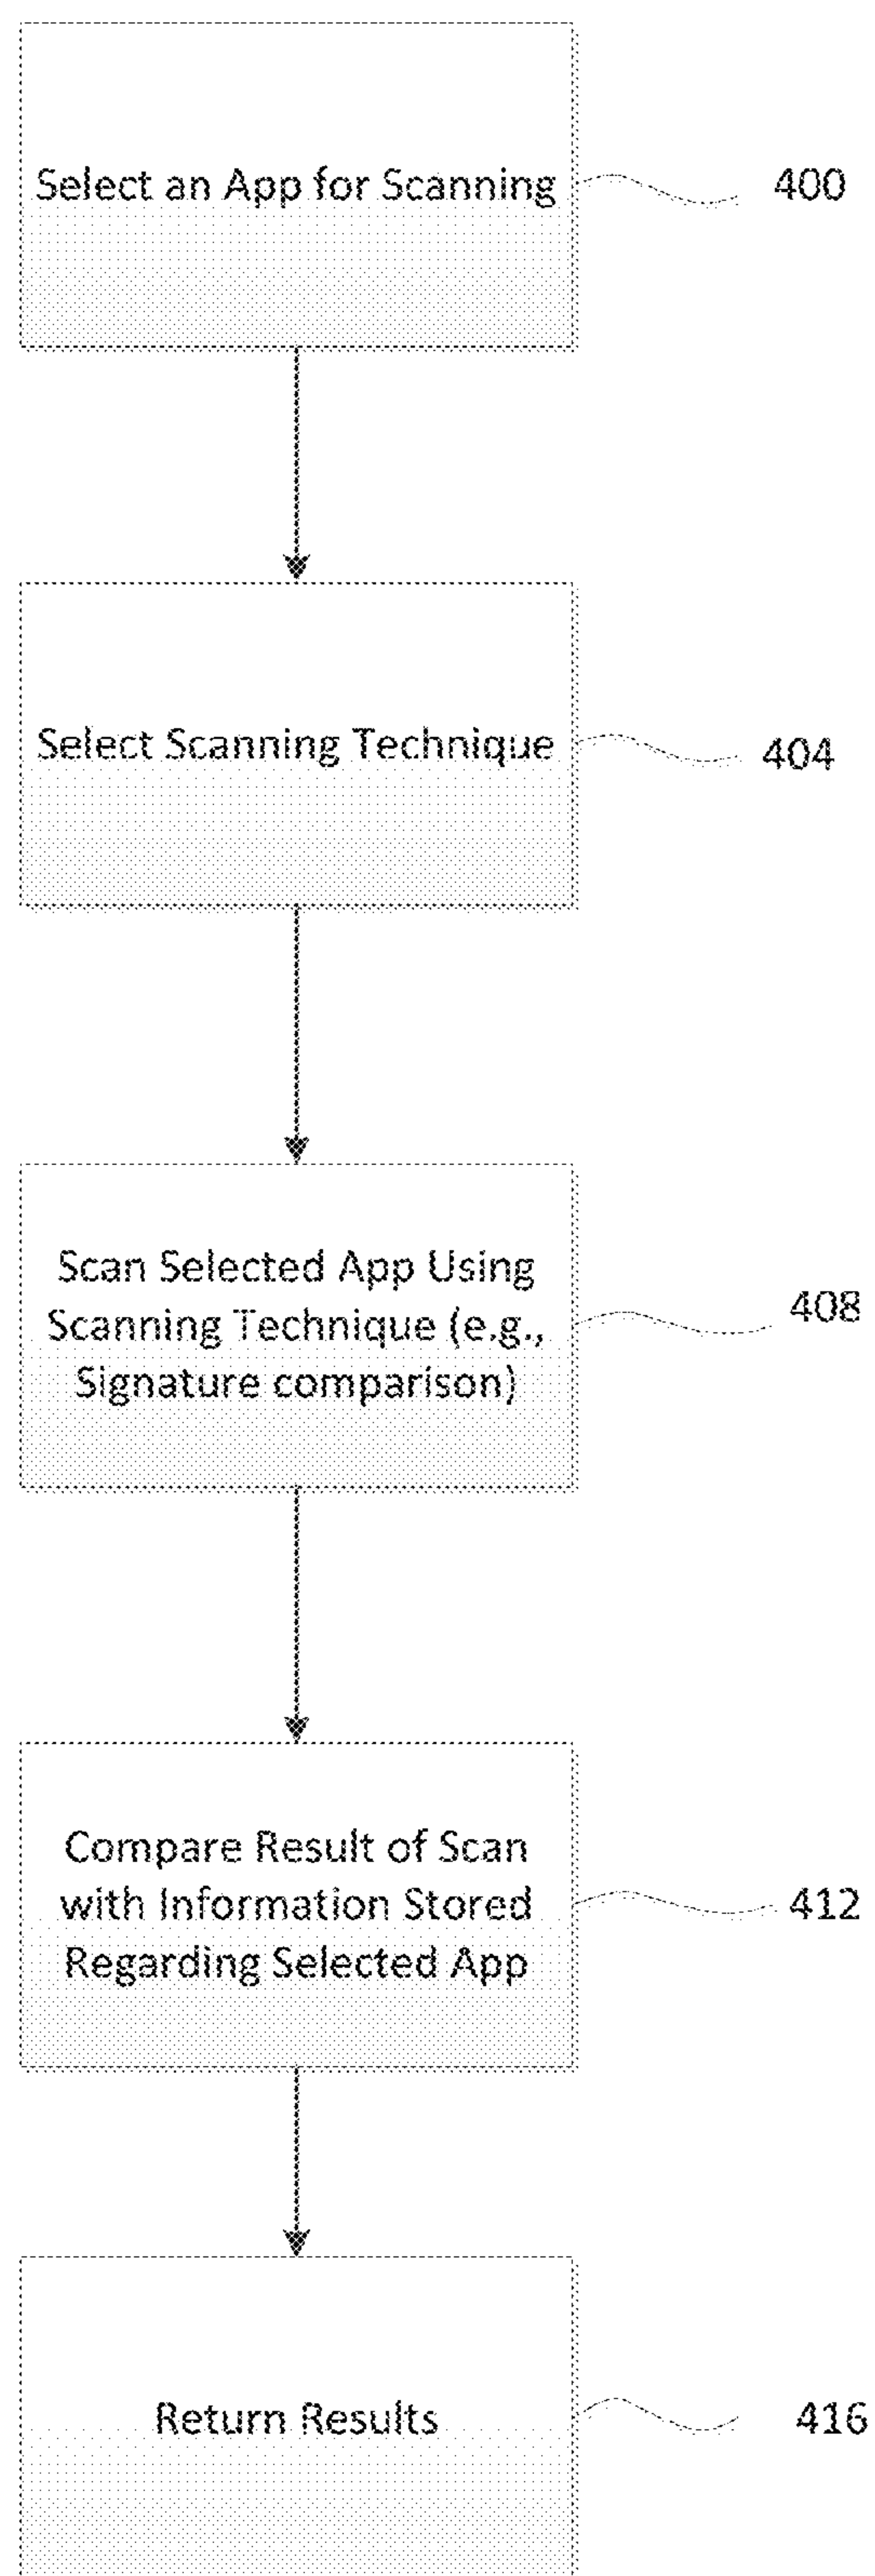 Select an App for Scanning
400
Select Scanning Technique
404
Scan Selected App Using
Scanning Technique (e.g.,
Signature comparison)
408
Compare Result of Scan
with Information Stored
Regarding Selected App
412
Return Results
416